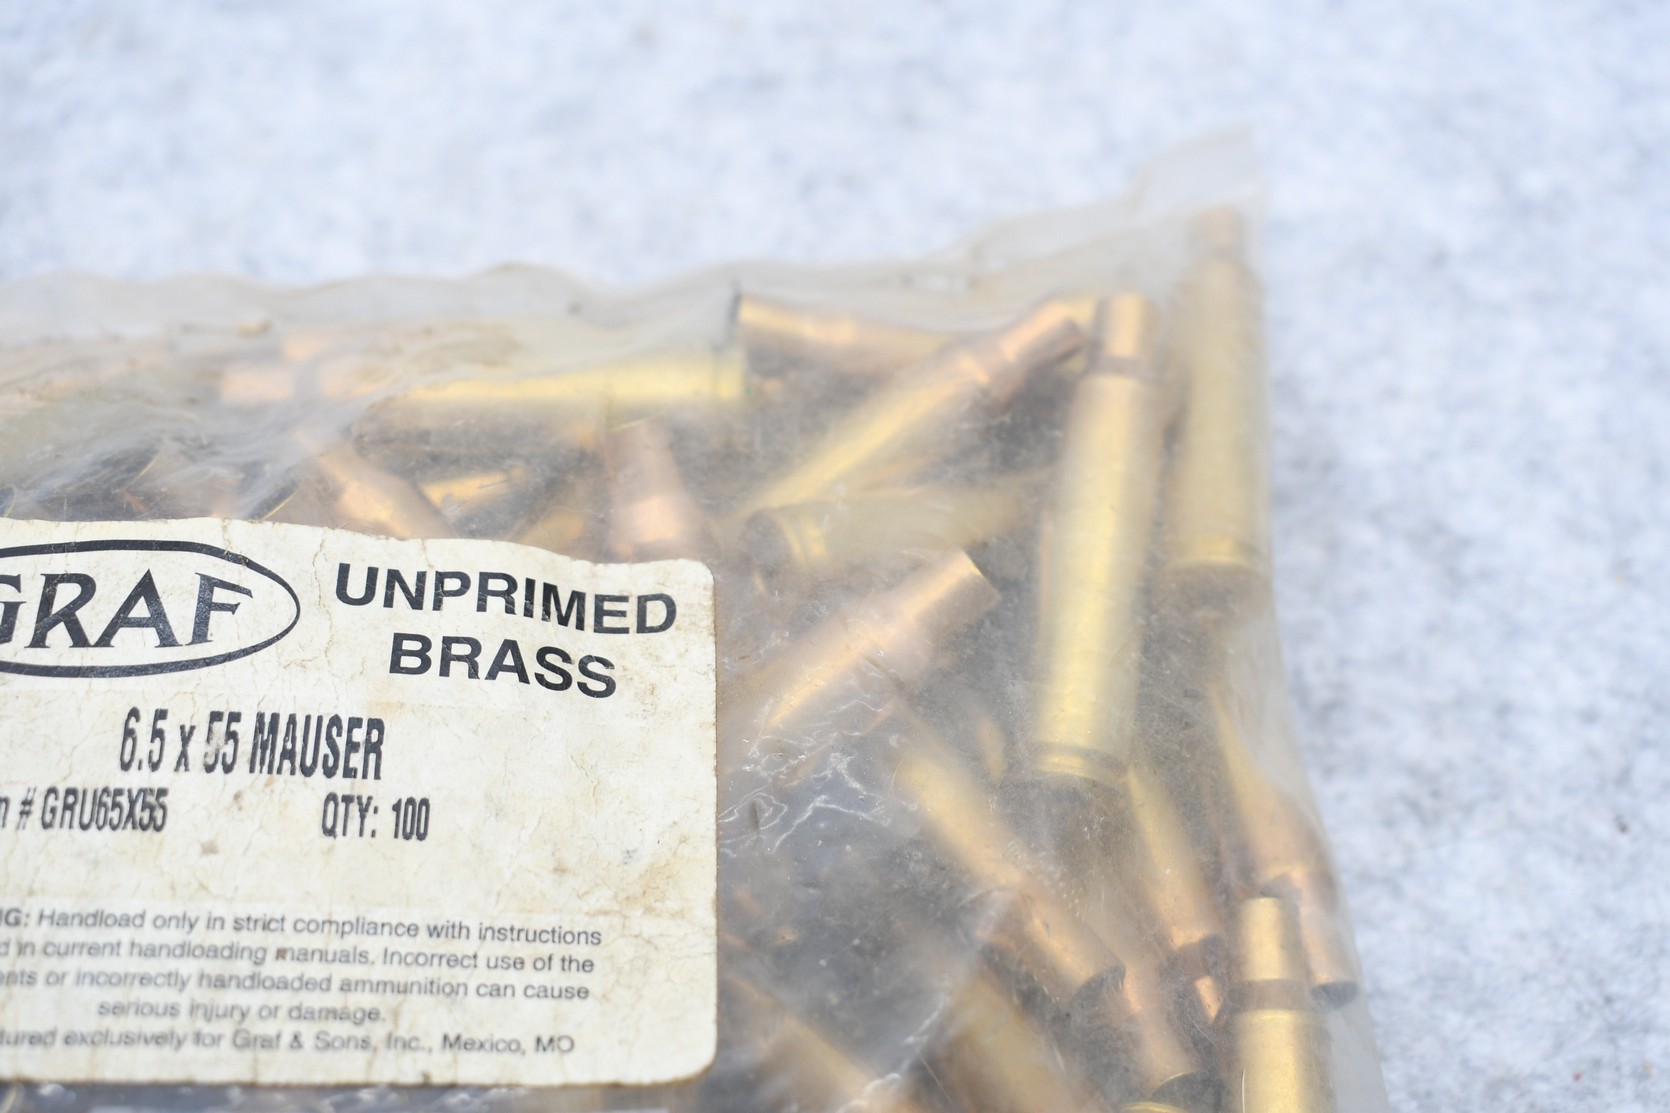 GRAF
UNPRIMED
BRASS
6.5 x 55 MAUSER
# GRU65X55 QTY: 100
Handload only in strict compliance with instructions
in current handloading manuals. Incorrect use of the
or incorrectly handloaded ammunition can cause
serious injury or damage.
exclusively for Graf & Sons, Inc., Mexico, MO